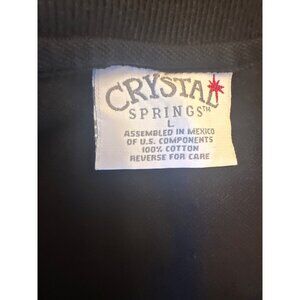 CRYSTAL
SPRINGS™
L
ASSEMBLED IN MEXICO
OF U.S. COMPONENTS
100% COTTON
REVERSE FOR CARE